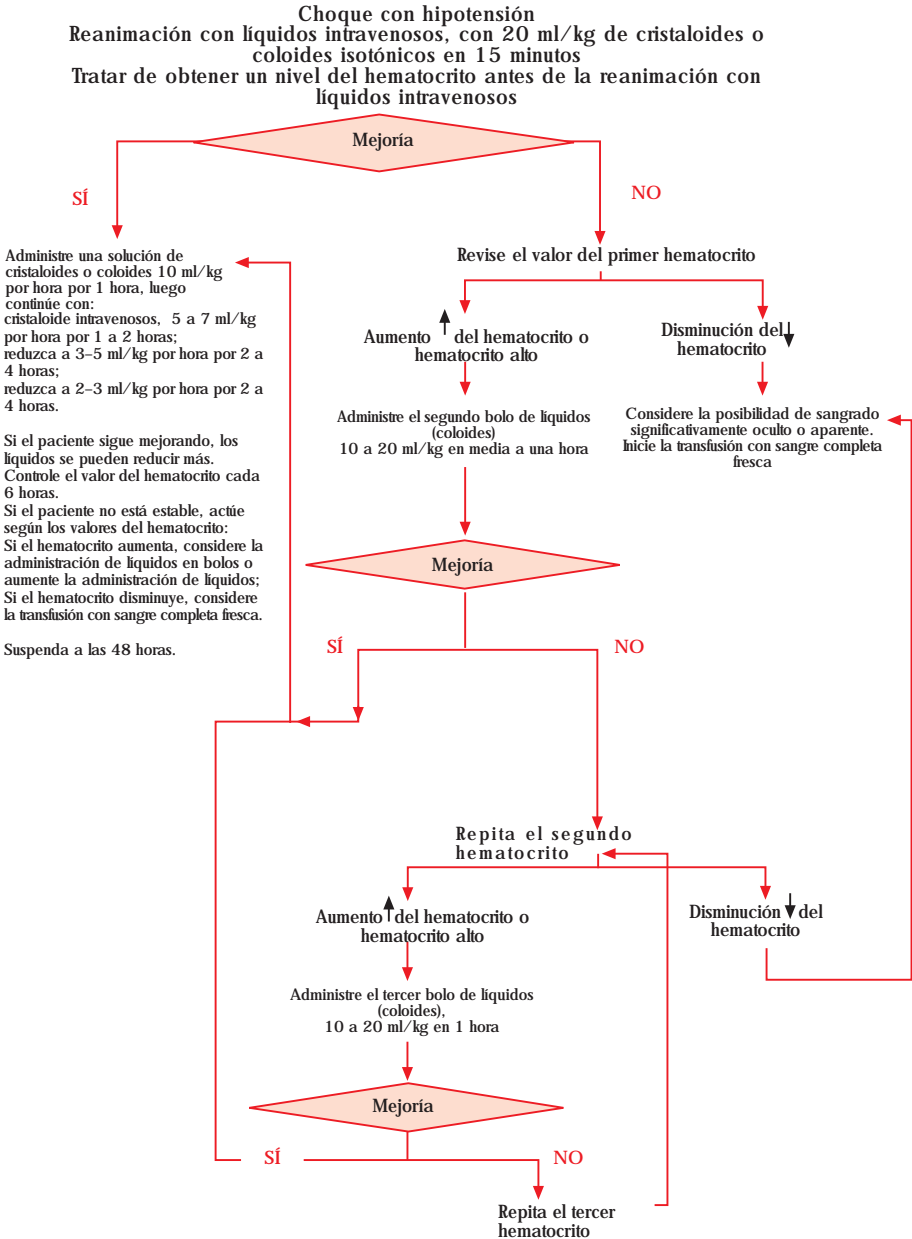 Choque con hipotensión
Reanimación con líquidos intravenosos, con 20 ml/kg de cristaloides o
coloides isotónicos en 15 minutos
Tratar de obtener un nivel del hematocrito antes de la reanimación con
líquidos intravenosos
Mejoría
SÍ
NO
Administre una solución de
cristaloides o coloides 10 ml/kg
por hora por 1 hora, luego
continúe con:
cristaloide intravenosos, 5 a 7 ml/kg
por hora por 1 a 2 horas;
reduzca a 3–5 ml/kg por hora por 2 a
4 horas;
reduzca a 2–3 ml/kg por hora por 2 a
4 horas.
Si el paciente sigue mejorando, los
líquidos se pueden reducir más.
Controle el valor del hematocrito cada
6 horas.
Si el paciente no está estable, actúe
según los valores del hematocrito:
Si el hematocrito aumenta, considere la
administración de líquidos en bolos o
aumente la administración de líquidos;
Si el hematocrito disminuye, considere
la transfusión con sangre completa fresca.
Suspenda a las 48 horas.
Revise el valor del primer hematocrito
Aumento del hematocrito o
hematocrito alto
Disminución del
hematocrito
Administre el segundo bolo de líquidos
(coloides)
10 a 20 ml/kg en media a una hora
Considere la posibilidad de sangrado
significativamente oculto o aparente.
Inicie la transfusión con sangre completa
fresca
Mejoría
SÍ
NO
Repita el segundo
hematocrito
Aumento del hematocrito o
hematocrito alto
Disminución del
hematocrito
Administre el tercer bolo de líquidos
(coloides),
10 a 20 ml/kg en 1 hora
Mejoría
SÍ
NO
Repita el tercer
hematocrito